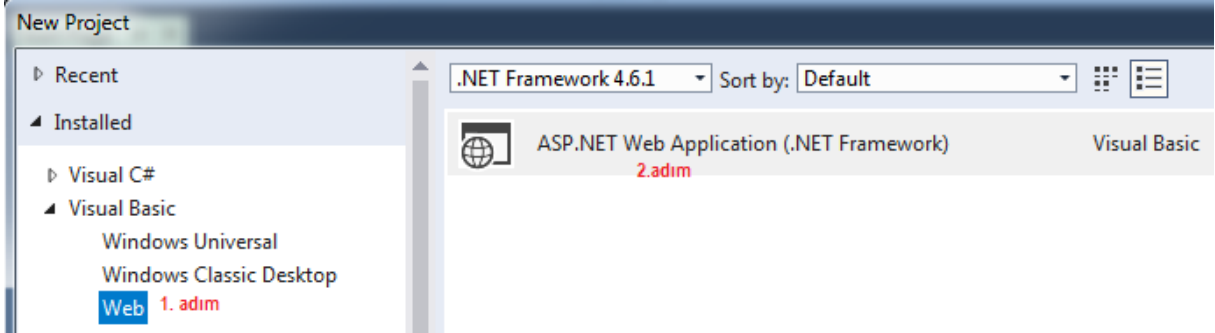 New Project
Recent
Installed
Visual C#
Visual Basic
Windows Universal
Windows Classic Desktop
Web 1. adım
.NET Framework 4.6.1 Sort by: Default
ASP.NET Web Application (.NET Framework) Visual Basic
2.adım